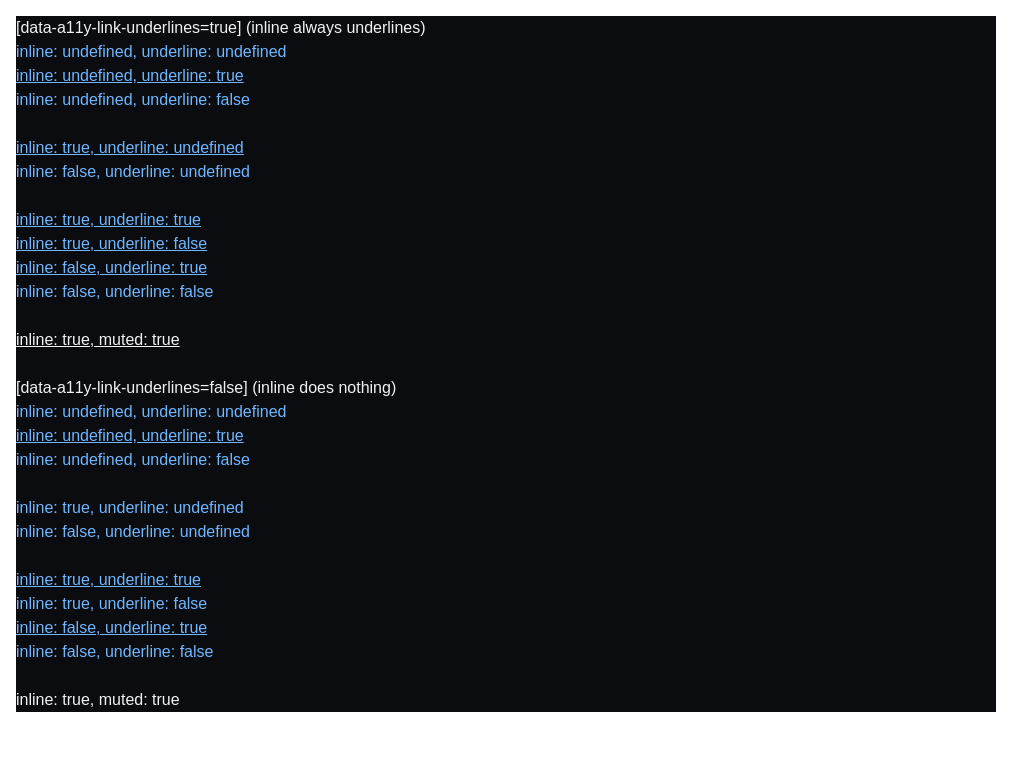 [data-a11y-link-underlines=true] (inline always underlines)
inline: undefined, underline: undefined
inline: undefined, underline: true
inline: undefined, underline: false
inline: true, underline: undefined
inline: false, underline: undefined
inline: true, underline: true
inline: true, underline: false
inline: false, underline: true
inline: false, underline: false
inline: true, muted: true
[data-a11y-link-underlines=false] (inline does nothing)
inline: undefined, underline: undefined
inline: undefined, underline: true
inline: undefined, underline: false
inline: true, underline: undefined
inline: false, underline: undefined
inline: true, underline: true
inline: true, underline: false
inline: false, underline: true
inline: false, underline: false
inline: true, muted: true